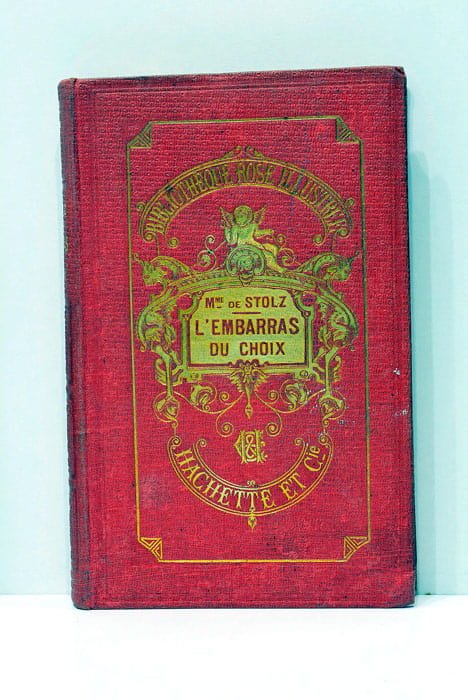 BIBLIOTHÈQUE ROSE ILLUSTRÉE
MME DE STOLZ
L'EMBARRAS
DU CHOIX
H&C
HACHETTE ET Cie